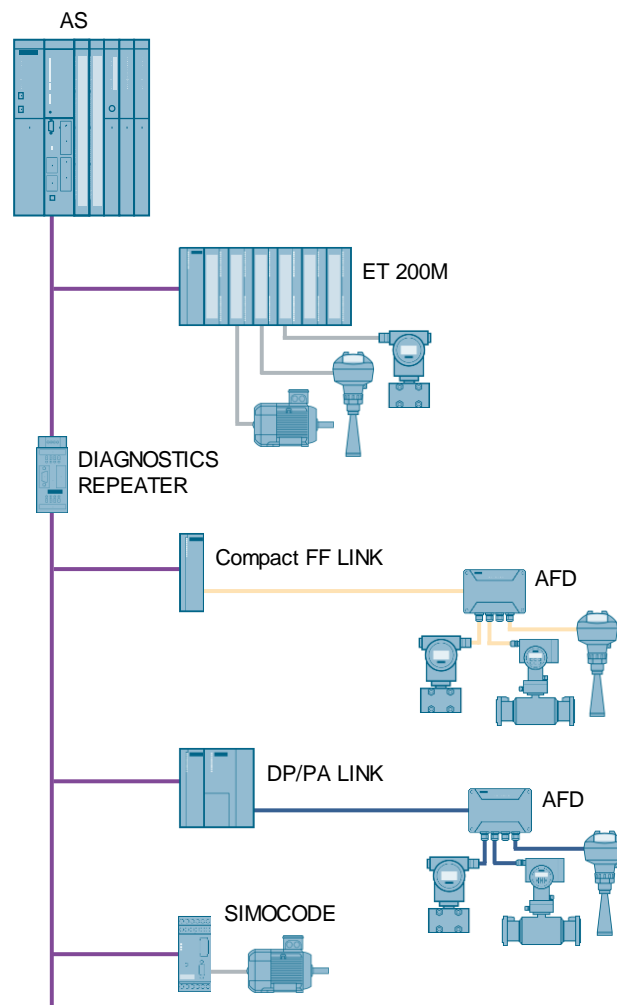 AS
ET 200M
DIAGNOSTICS
REPEATER
Compact FF LINK
AFD
DP/PA LINK
AFD
SIMOCODE